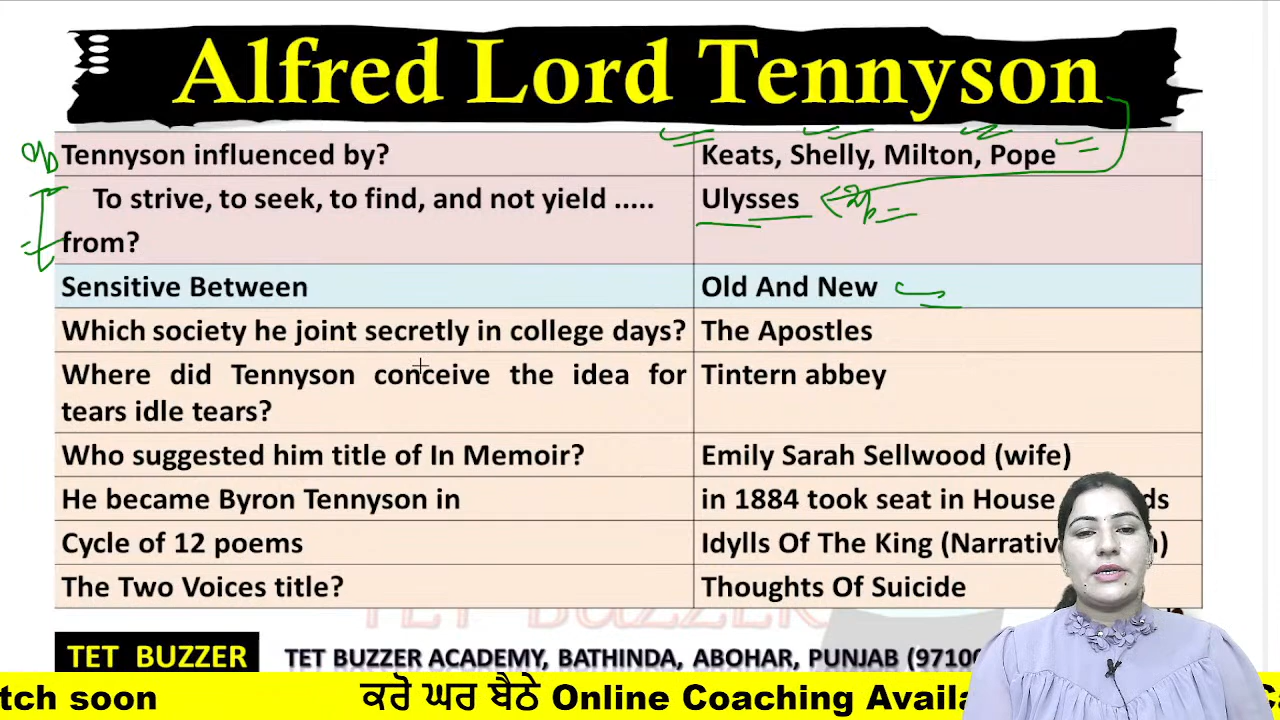 Alfred Lord Tennyson
Tennyson influenced by? Keats, Shelly, Milton, Pope
To strive, to seek, to find, and not yield ..... Ulysses
from?
Sensitive Between Old And New
Which society he joint secretly in college days? The Apostles
Where did Tennyson conceive the idea for Tintern abbey
tears idle tears?
Who suggested him title of In Memoir? Emily Sarah Sellwood (wife)
He became Byron Tennyson in in 1884 took seat in House
Cycle of 12 poems Idylls Of The King
The Two Voices title? Thoughts Of Suicide
TET BUZZER
TET BUZZER TET BUZZER ACADEMY, BATHINDA, ABOHAR, PUNJAB (97100
tch soon ਕਰੋ ਘਰ ਬੈਠੇ Online Coaching Availa